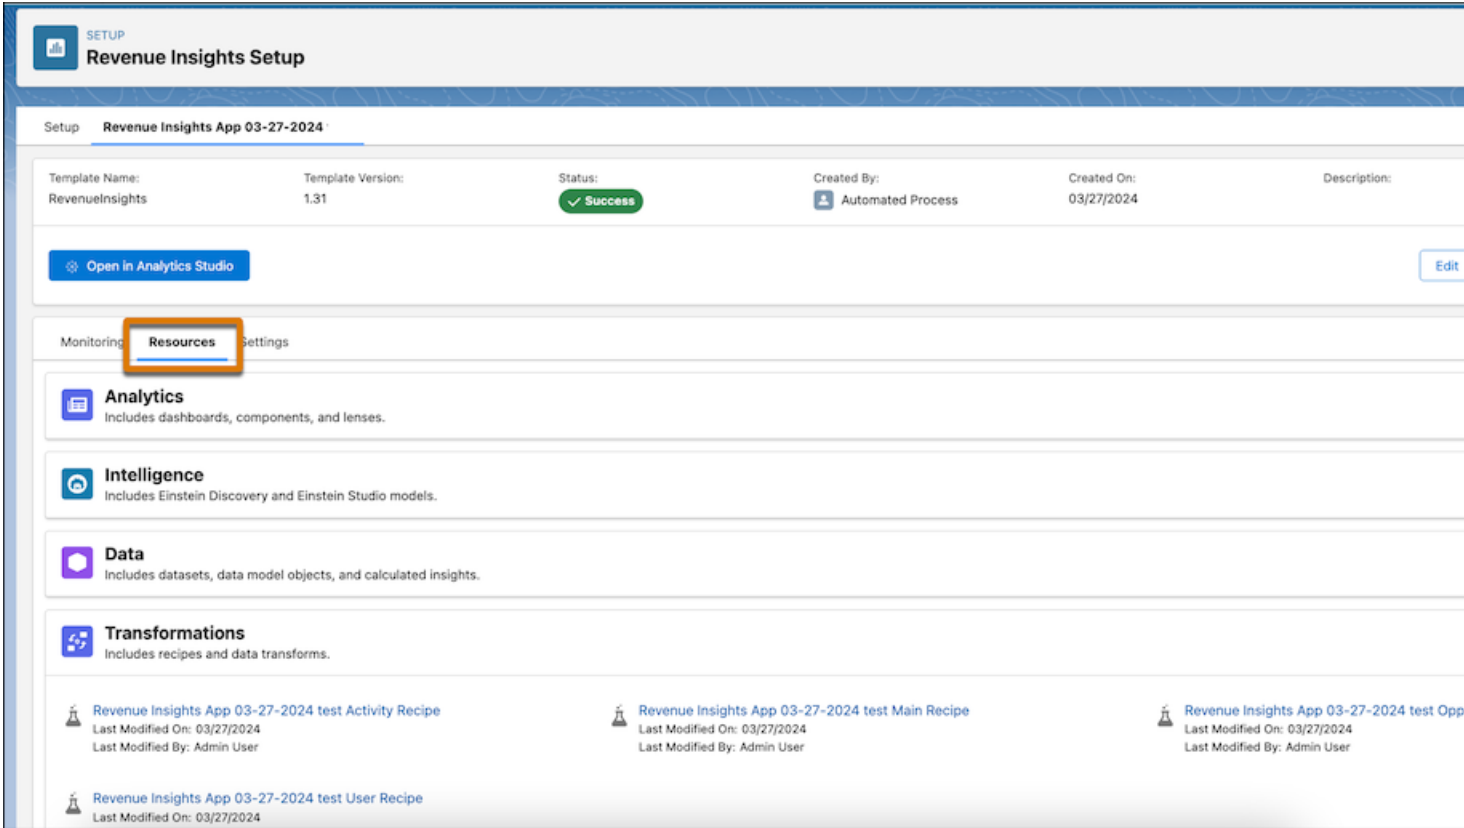 SETUP
Revenue Insights Setup
Setup Revenue Insights App 03-27-2024
Template Name: Template Version: Status: Created By: Created On: Description:
RevenueInsights 1.31 Success Automated Process 03/27/2024
Open in Analytics Studio Edit
Monitoring Resources Settings
Analytics
Includes dashboards, components, and lenses.
Intelligence
Includes Einstein Discovery and Einstein Studio models.
Data
Includes datasets, data model objects, and calculated insights.
Transformations
Includes recipes and data transforms.
Revenue Insights App 03-27-2024 test Activity Recipe Revenue Insights App 03-27-2024 test Main Recipe Revenue Insights App 03-27-2024 test Opp
Last Modified On: 03/27/2024 Last Modified On: 03/27/2024 Last Modified On: 03/27/2024
Last Modified By: Admin User Last Modified By: Admin User Last Modified By: Admin User
Revenue Insights App 03-27-2024 test User Recipe
Last Modified On: 03/27/2024